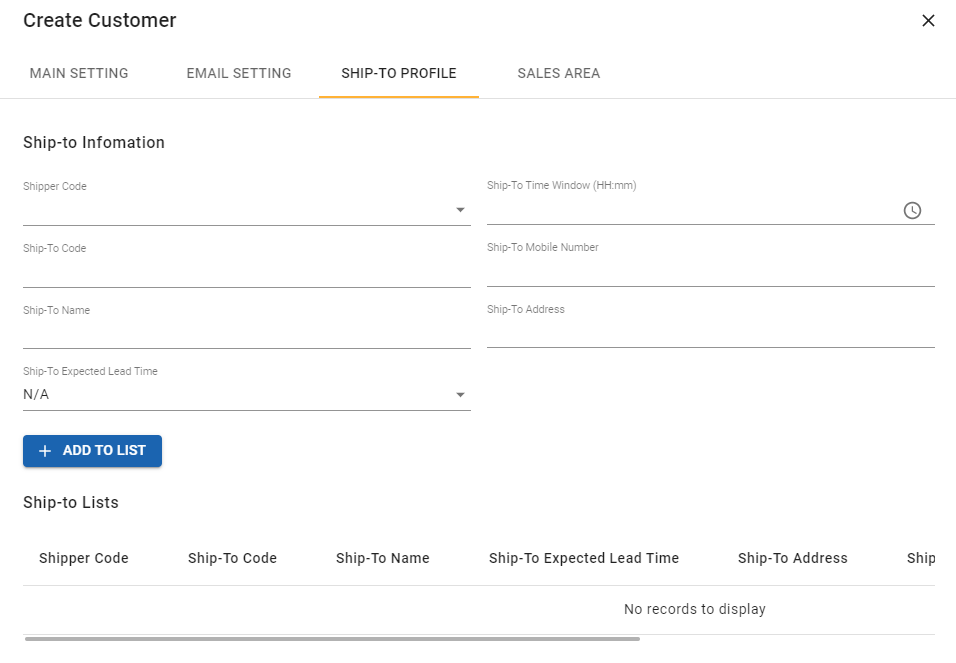 Create Customer
MAIN SETTING EMAIL SETTING SHIP-TO PROFILE SALES AREA
Ship-to Infomation
Shipper Code
Ship-To Time Window (HH:mm)
Ship-To Code
Ship-To Mobile Number
Ship-To Name
Ship-To Address
Ship-To Expected Lead Time
N/A
ADD TO LIST
Ship-to Lists
Shipper Code Ship-To Code Ship-To Name Ship-To Expected Lead Time Ship-To Address Ship
No records to display